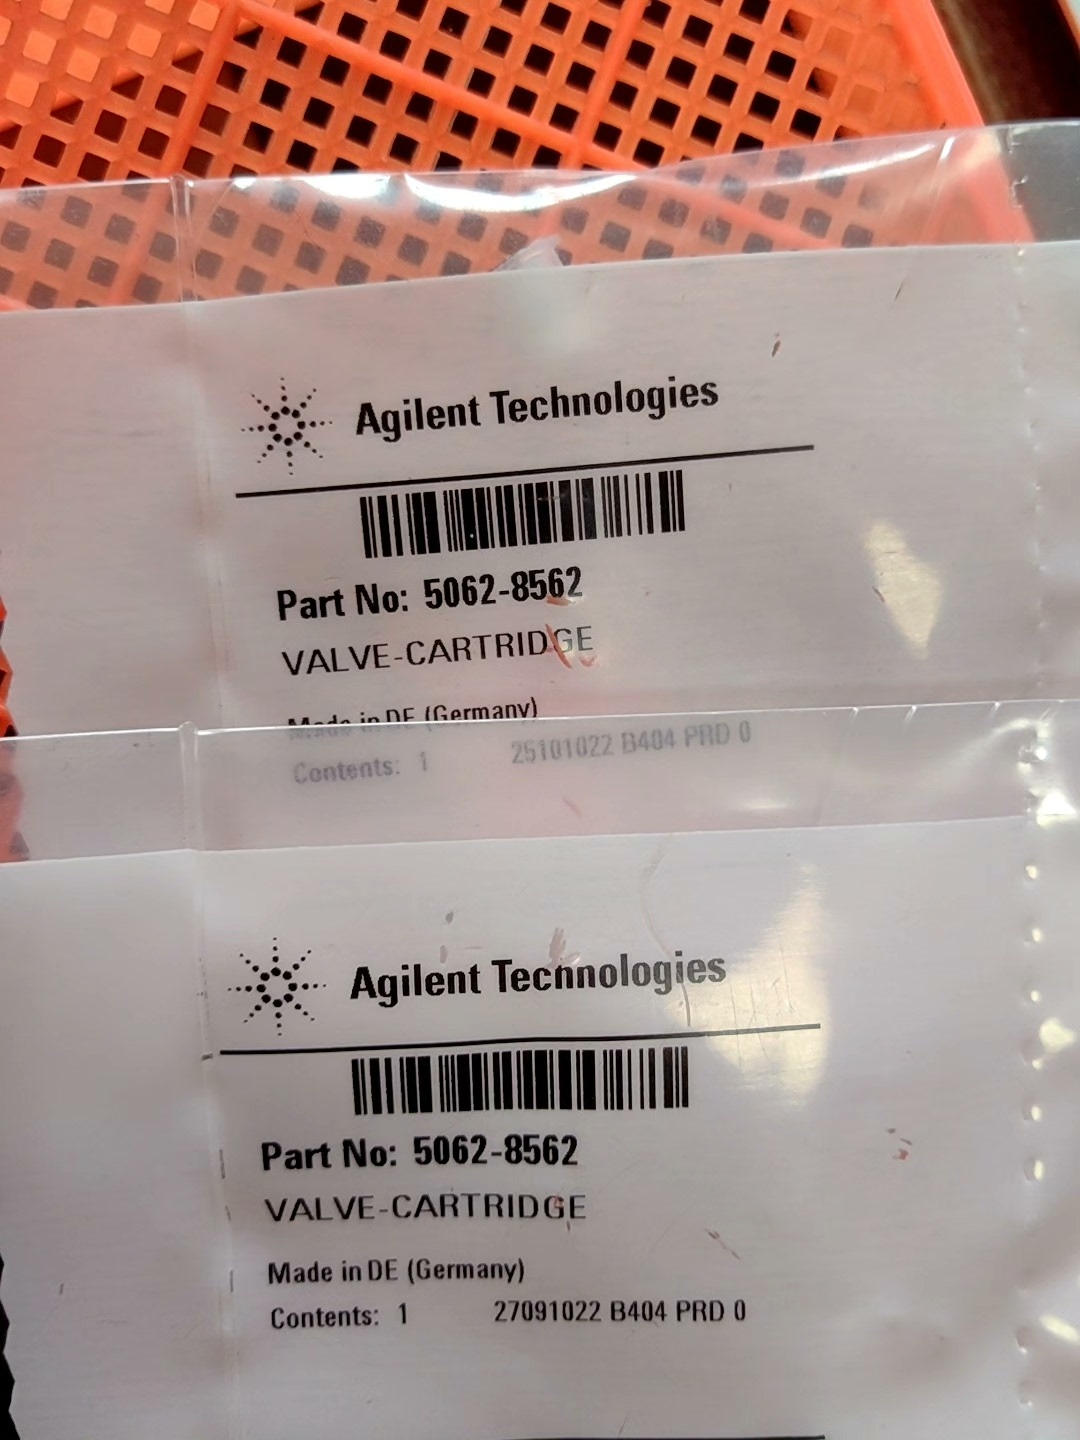 Agilent Technologies
Part No: 5062-8562
VALVE-CARTRIDGE
Made in DE (Germany)
Contents: 1 25101022 B404 PRD 0
Agilent Technologies
Part No: 5062-8562
VALVE-CARTRIDGE
Made in DE (Germany)
Contents: 1 27091022 B404 PRD 0